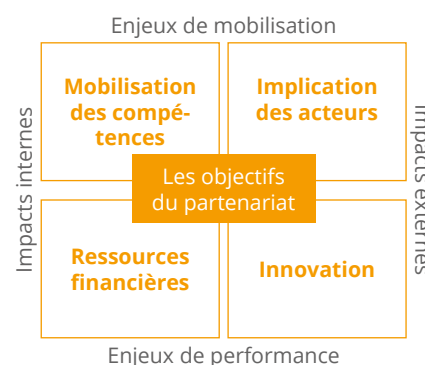 Enjeux de mobilisation
Mobilisation
des compé-
tences
Implication
des acteurs
Impacts internes
Impacts externes
Les objectifs
du partenariat
Ressources
financières
Innovation
Enjeux de performance